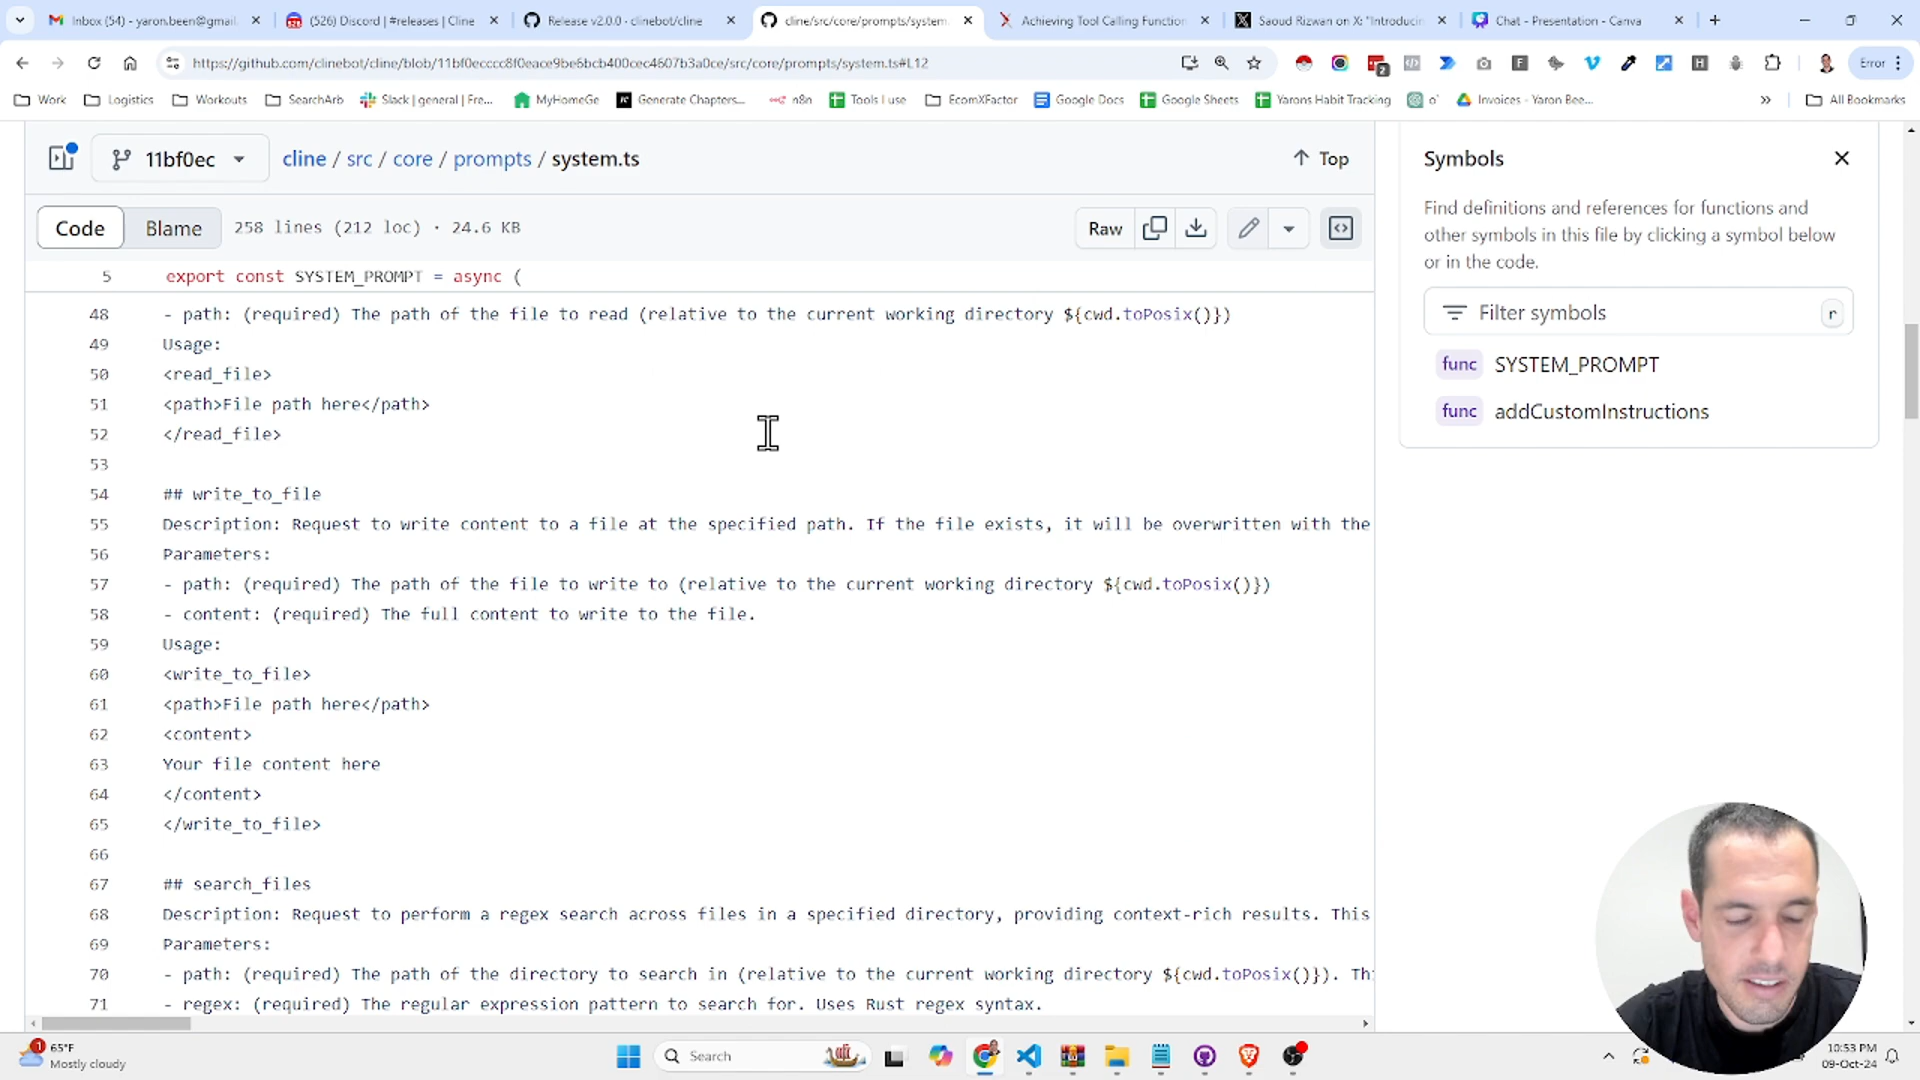 Inbox (54) - yaron.been@gmail.
(526) Discord | #releases | Cline
Release v2.0.0 · clinebot/cline
cline/src/core/prompts/system.
Achieving Tool Calling Function
Saoud Rizwan on X: "Introducin
Chat - Presentation - Canva
https://github.com/clinebot/cline/blob/11bf0ecccc8f0eace9be6bcb400cec4607b3a0ce/src/core/prompts/system.ts#L12
Error
Work
Logistics
Workouts
SearchArb
Slack | general | Fre...
MyHomeGe
Generate Chapters...
n8n
Tools I use
EcomXFactor
Google Docs
Google Sheets
Yarons Habit Tracking
o'
Invoices - Yaron Bee...
All Bookmarks
11bf0ec
cline / src / core / prompts / system.ts
Top
Code
Blame
258 lines (212 loc) · 24.6 KB
Raw
5 export const SYSTEM_PROMPT = async (
48 - path: (required) The path of the file to read (relative to the current working directory ${cwd.toPosix()})
49 Usage:
50 <read_file>
51 <path>File path here</path>
52 </read_file>
53
54 ## write_to_file
55 Description: Request to write content to a file at the specified path. If the file exists, it will be overwritten with the
56 Parameters:
57 - path: (required) The path of the file to write to (relative to the current working directory ${cwd.toPosix()})
58 - content: (required) The full content to write to the file.
59 Usage:
60 <write_to_file>
61 <path>File path here</path>
62 <content>
63 Your file content here
64 </content>
65 </write_to_file>
66
67 ## search_files
68 Description: Request to perform a regex search across files in a specified directory, providing context-rich results. This
69 Parameters:
70 - path: (required) The path of the directory to search in (relative to the current working directory ${cwd.toPosix()}). Th
71 - regex: (required) The regular expression pattern to search for. Uses Rust regex syntax.
Symbols
Find definitions and references for functions and
other symbols in this file by clicking a symbol below
or in the code.
Filter symbols
r
func SYSTEM_PROMPT
func addCustomInstructions
1
65°F
Mostly cloudy
Search
10:53 PM
09-Oct-24